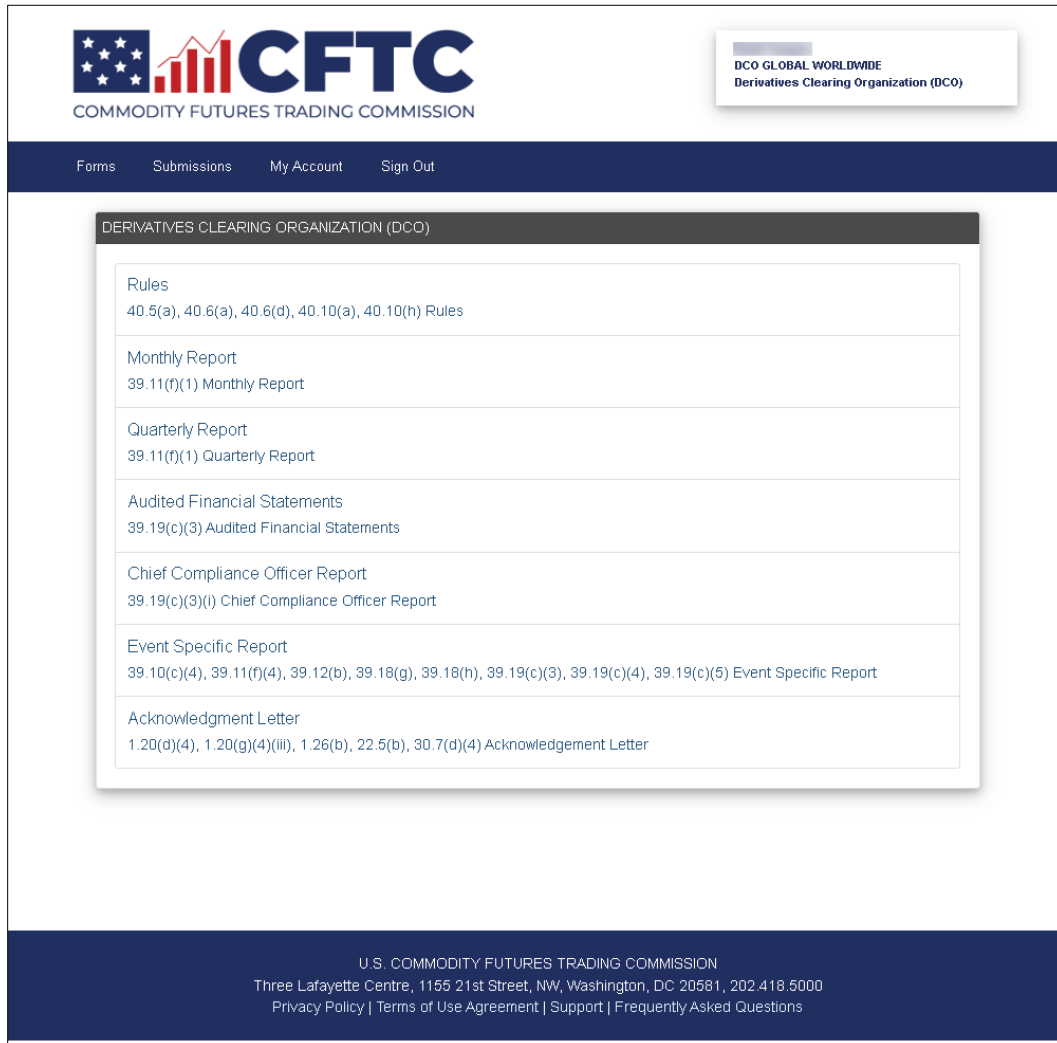 CFTC
COMMODITY FUTURES TRADING COMMISSION
DCO GLOBAL WORLDWIDE
Derivatives Clearing Organization (DCO)
Forms Submissions My Account Sign Out
DERIVATIVES CLEARING ORGANIZATION (DCO)
Rules
40.5(a), 40.6(a), 40.6(d), 40.10(a), 40.10(h) Rules
Monthly Report
39.11(f)(1) Monthly Report
Quarterly Report
39.11(f)(1) Quarterly Report
Audited Financial Statements
39.19(c)(3) Audited Financial Statements
Chief Compliance Officer Report
39.19(c)(3)(i) Chief Compliance Officer Report
Event Specific Report
39.10(c)(4), 39.11(f)(4), 39.12(b), 39.18(g), 39.18(h), 39.19(c)(3), 39.19(c)(4), 39.19(c)(5) Event Specific Report
Acknowledgment Letter
1.20(d)(4), 1.20(g)(4)(iii), 1.26(b), 22.5(b), 30.7(d)(4) Acknowledgement Letter
U.S. COMMODITY FUTURES TRADING COMMISSION
Three Lafayette Centre, 1155 21st Street, NW, Washington, DC 20581, 202.418.5000
Privacy Policy | Terms of Use Agreement | Support | Frequently Asked Questions